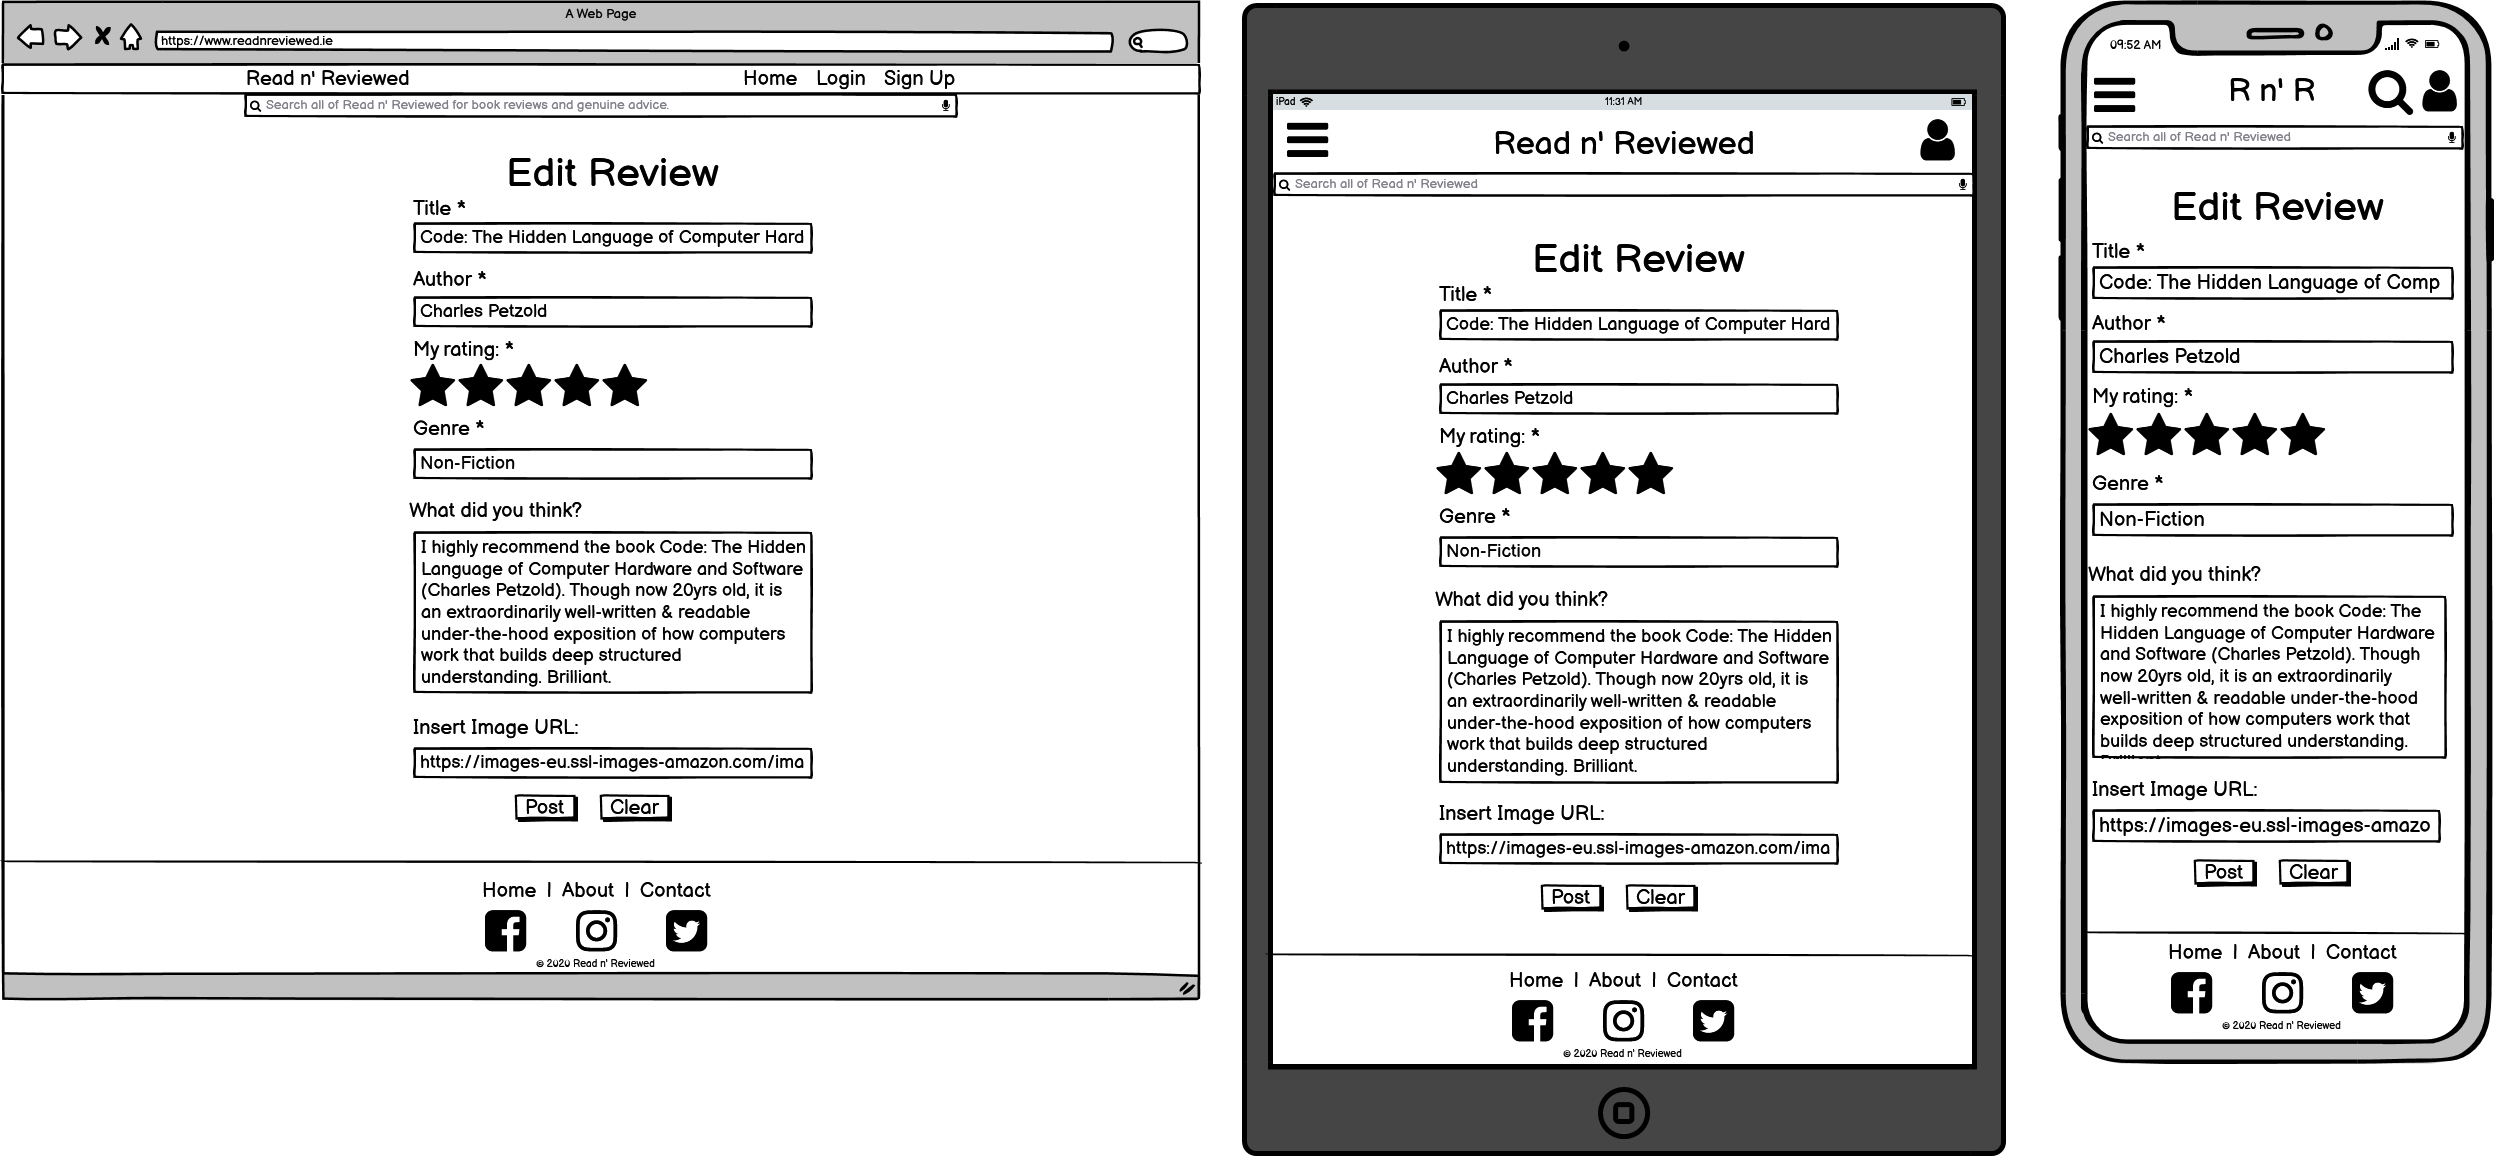 A Web Page
https://www.readnreviewed.ie
Read n' Reviewed Home Login Sign Up
Search all of Read n' Reviewed for book reviews and genuine advice.
Edit Review
Title *
Code: The Hidden Language of Computer Hard
Author *
Charles Petzold
My rating: *
Genre *
Non-Fiction
What did you think?
I highly recommend the book Code: The Hidden
Language of Computer Hardware and Software
(Charles Petzold). Though now 20yrs old, it is
an extraordinarily well-written & readable
under-the-hood exposition of how computers
work that builds deep structured
understanding. Brilliant.
Insert Image URL:
https://images-eu.ssl-images-amazon.com/ima
Post Clear
Home | About | Contact
© 2020 Read n' Reviewed
iPad 11:31 AM
Read n' Reviewed
Search all of Read n' Reviewed
Edit Review
Title *
Code: The Hidden Language of Computer Hard
Author *
Charles Petzold
My rating: *
Genre *
Non-Fiction
What did you think?
I highly recommend the book Code: The Hidden
Language of Computer Hardware and Software
(Charles Petzold). Though now 20yrs old, it is
an extraordinarily well-written & readable
under-the-hood exposition of how computers
work that builds deep structured
understanding. Brilliant.
Insert Image URL:
https://images-eu.ssl-images-amazon.com/ima
Post Clear
Home | About | Contact
© 2020 Read n' Reviewed
09:52 AM
R n' R
Search all of Read n' Reviewed
Edit Review
Title *
Code: The Hidden Language of Comp
Author *
Charles Petzold
My rating: *
Genre *
Non-Fiction
What did you think?
I highly recommend the book Code: The
Hidden Language of Computer Hardware
and Software (Charles Petzold). Though
now 20yrs old, it is an extraordinarily
well-written & readable under-the-hood
exposition of how computers work that
builds deep structured understanding.
Insert Image URL:
https://images-eu.ssl-images-amazo
Post Clear
Home | About | Contact
© 2020 Read n' Reviewed